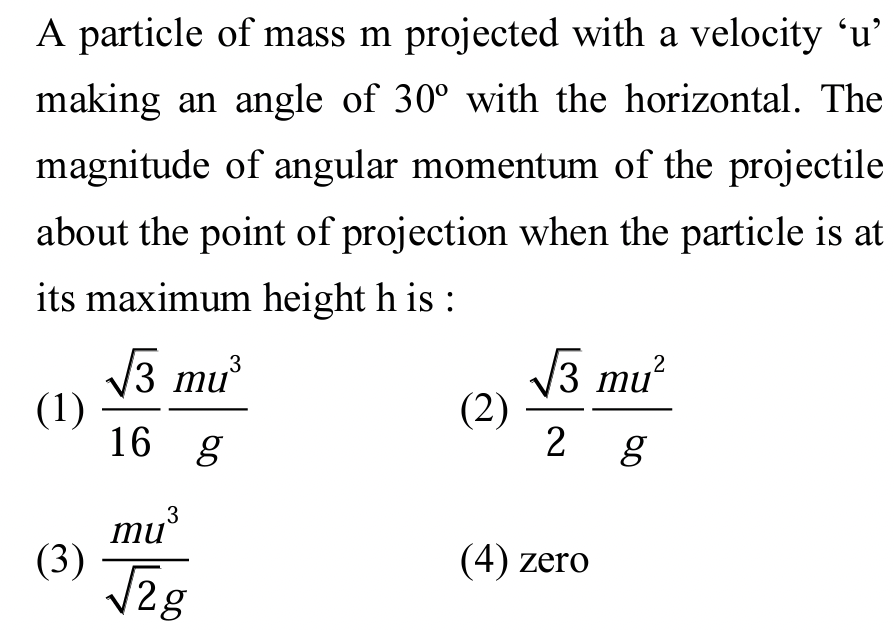 A particle of mass m projected with a velocity ‘u’
making an angle of 30º with the horizontal. The
magnitude of angular momentum of the projectile
about the point of projection when the particle is at
its maximum height h is :
(1) \frac{\sqrt{3}}{16} \frac{mu^3}{g} (2) \frac{\sqrt{3}}{2} \frac{mu^2}{g}
(3) \frac{mu^3}{\sqrt{2}g} (4) zero